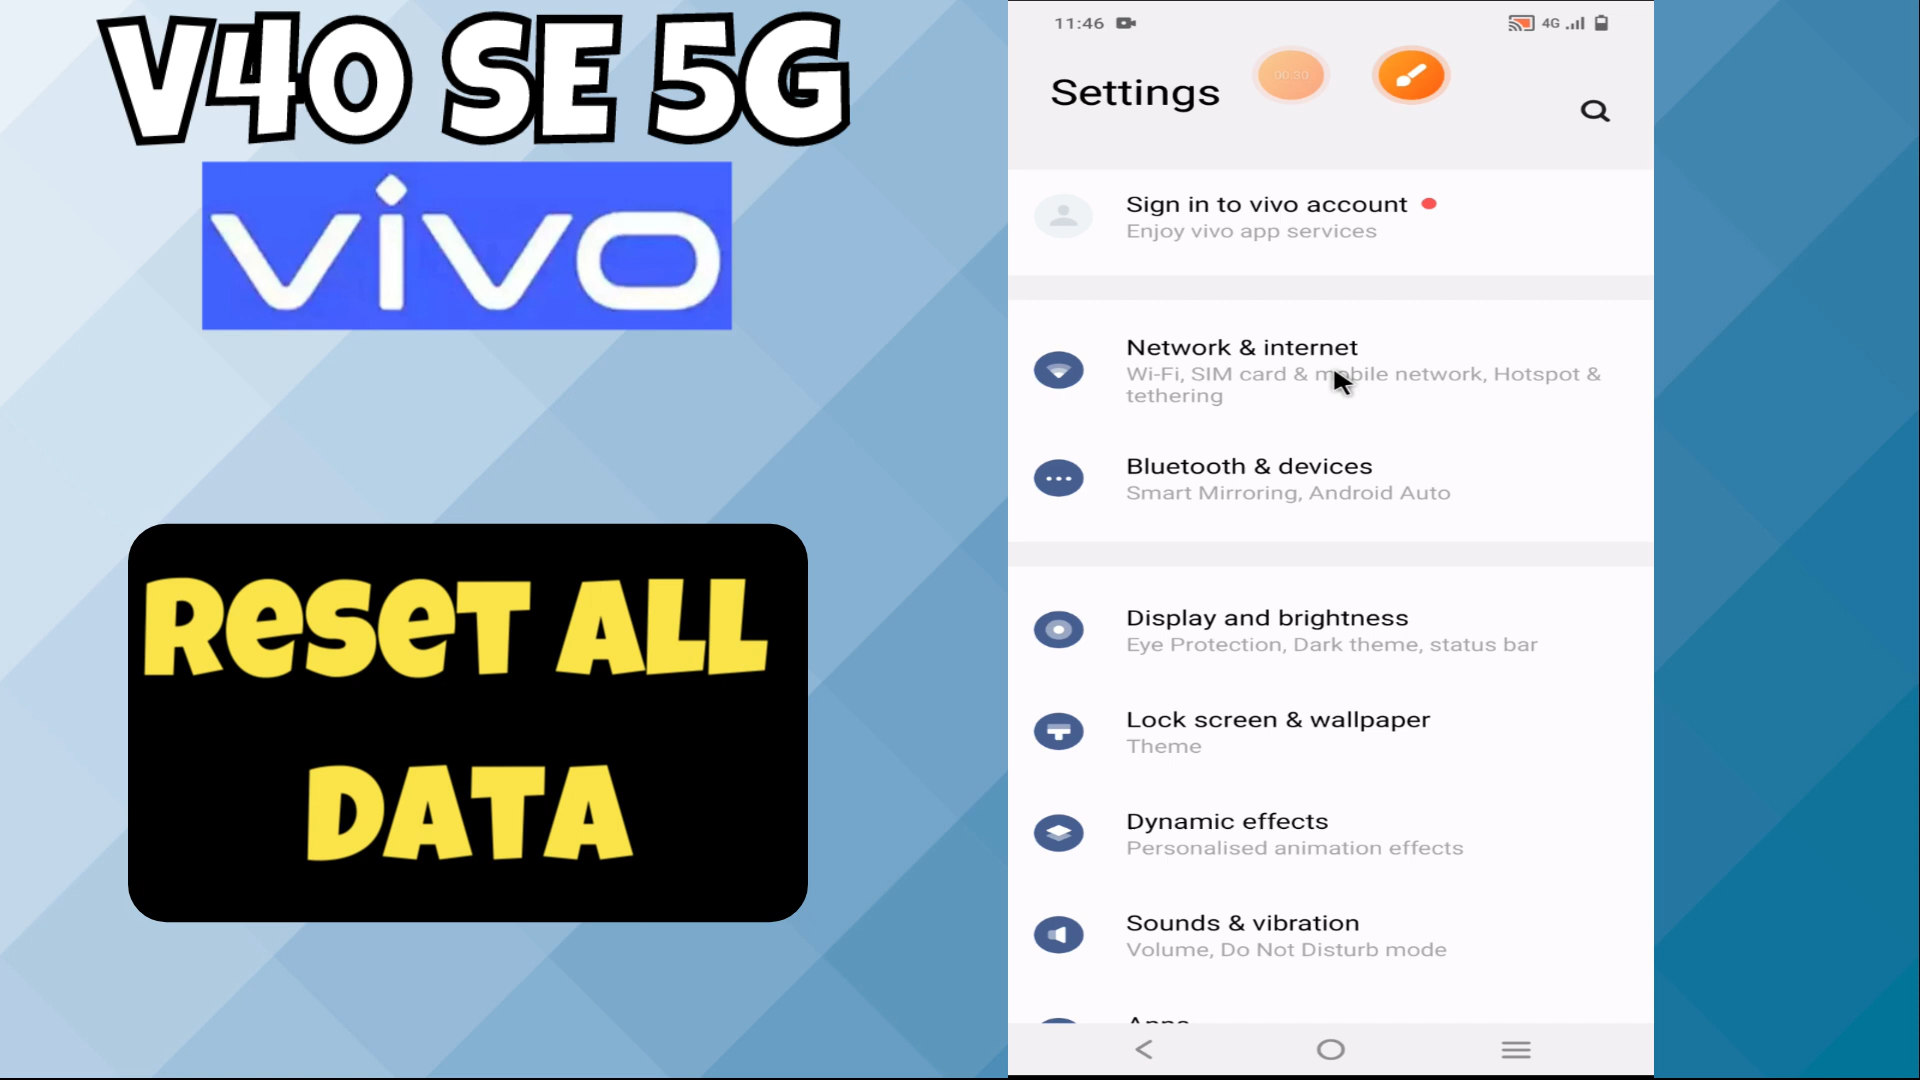 V40 SE 5G
vivo
RESET ALL
DATA
11:46
4G
Settings
00:30
Sign in to vivo account
Enjoy vivo app services
Network & internet
Wi-Fi, SIM card & mobile network, Hotspot &
tethering
Bluetooth & devices
Smart Mirroring, Android Auto
Display and brightness
Eye Protection, Dark theme, status bar
Lock screen & wallpaper
Theme
Dynamic effects
Personalised animation effects
Sounds & vibration
Volume, Do Not Disturb mode
Apps